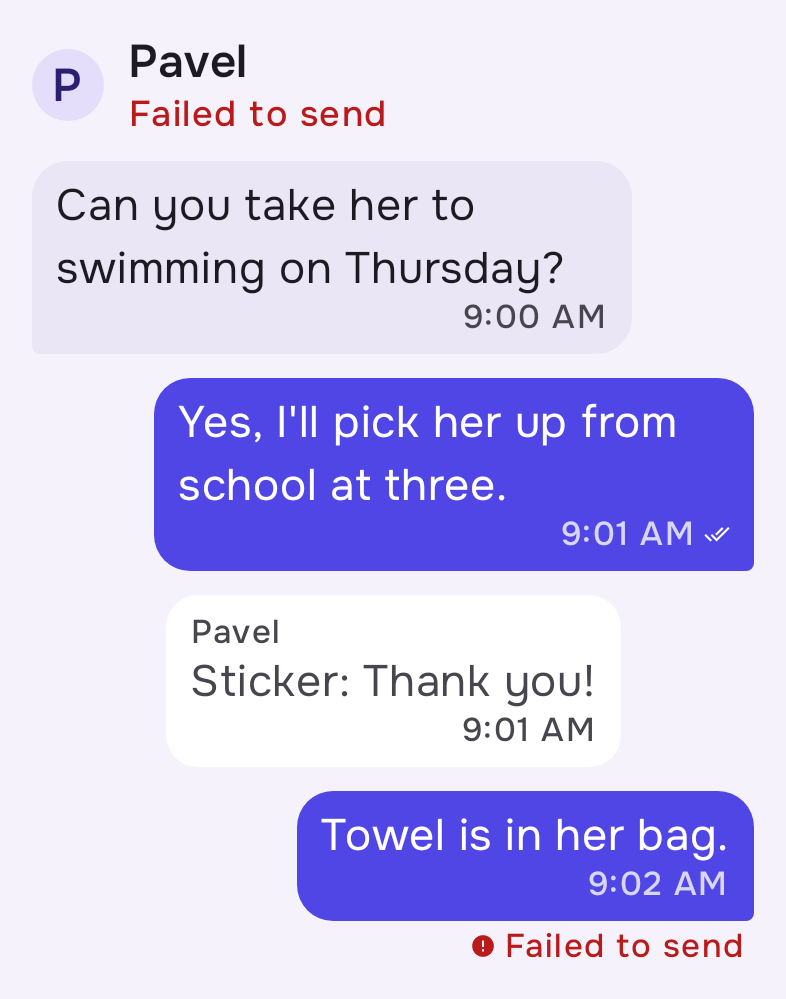 P
Pavel
Failed to send
Can you take her to
swimming on Thursday?
9:00 AM
Yes, I'll pick her up from
school at three.
9:01 AM
Pavel
Sticker: Thank you!
9:01 AM
Towel is in her bag.
9:02 AM
Failed to send